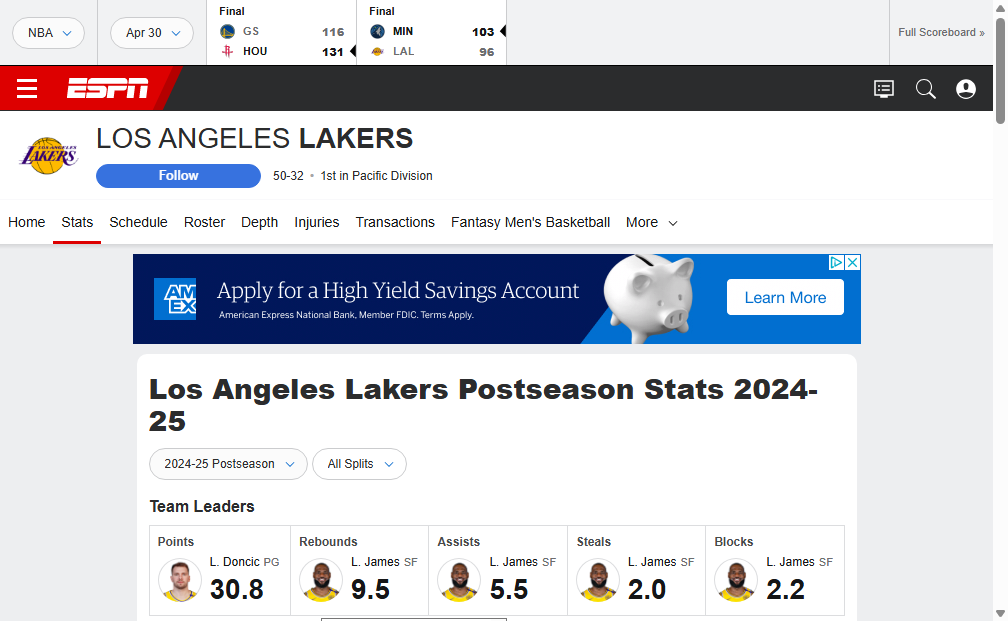 NBA
Apr 30
Final
GS 116
HOU 131
Final
MIN 103
LAL 96
Full Scoreboard »
ESPN
LOS ANGELES LAKERS
Follow
50-32 • 1st in Pacific Division
Home Stats Schedule Roster Depth Injuries Transactions Fantasy Men's Basketball More
AM
EX
Apply for a High Yield Savings Account
American Express National Bank, Member FDIC. Terms Apply.
Learn More
Los Angeles Lakers Postseason Stats 2024-
25
2024-25 Postseason
All Splits
Team Leaders
Points
L. Doncic PG
30.8
Rebounds
L. James SF
9.5
Assists
L. James SF
5.5
Steals
L. James SF
2.0
Blocks
L. James SF
2.2